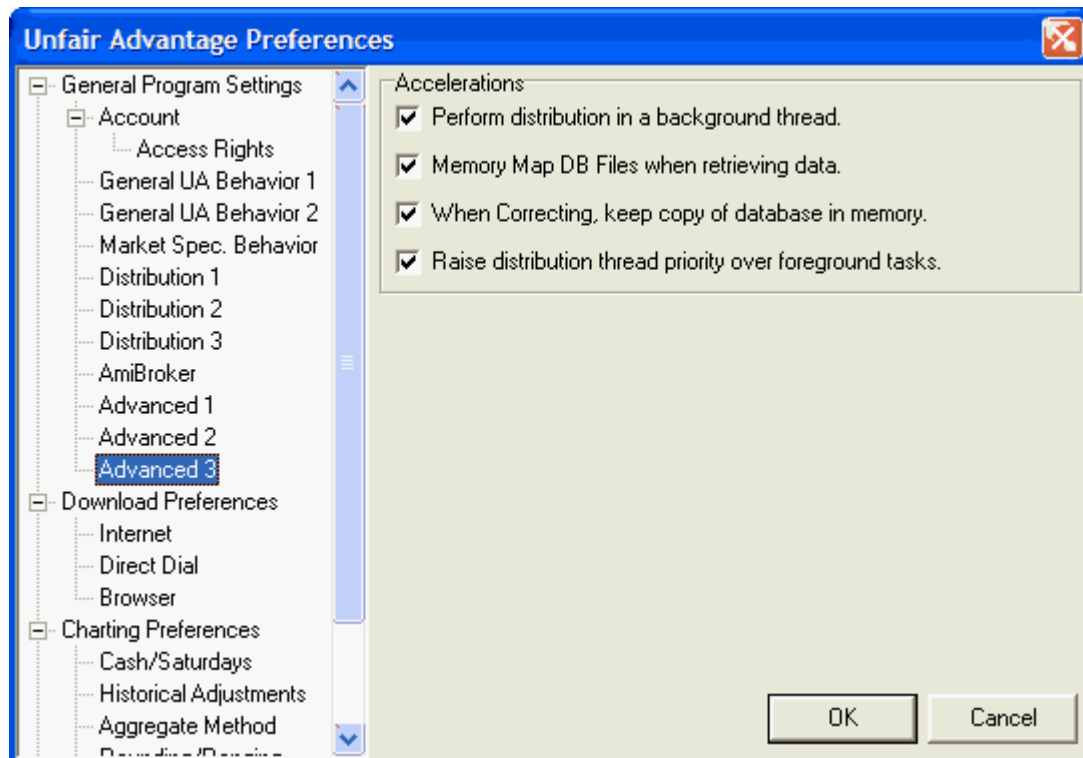 Unfair Advantage Preferences
General Program Settings
Account
Access Rights
General UA Behavior 1
General UA Behavior 2
Market Spec. Behavior
Distribution 1
Distribution 2
Distribution 3
AmiBroker
Advanced 1
Advanced 2
Advanced 3
Download Preferences
Internet
Direct Dial
Browser
Charting Preferences
Cash/Saturdays
Historical Adjustments
Aggregate Method
Accelerations
Perform distribution in a background thread.
Memory Map DB Files when retrieving data.
When Correcting, keep copy of database in memory.
Raise distribution thread priority over foreground tasks.
OK
Cancel